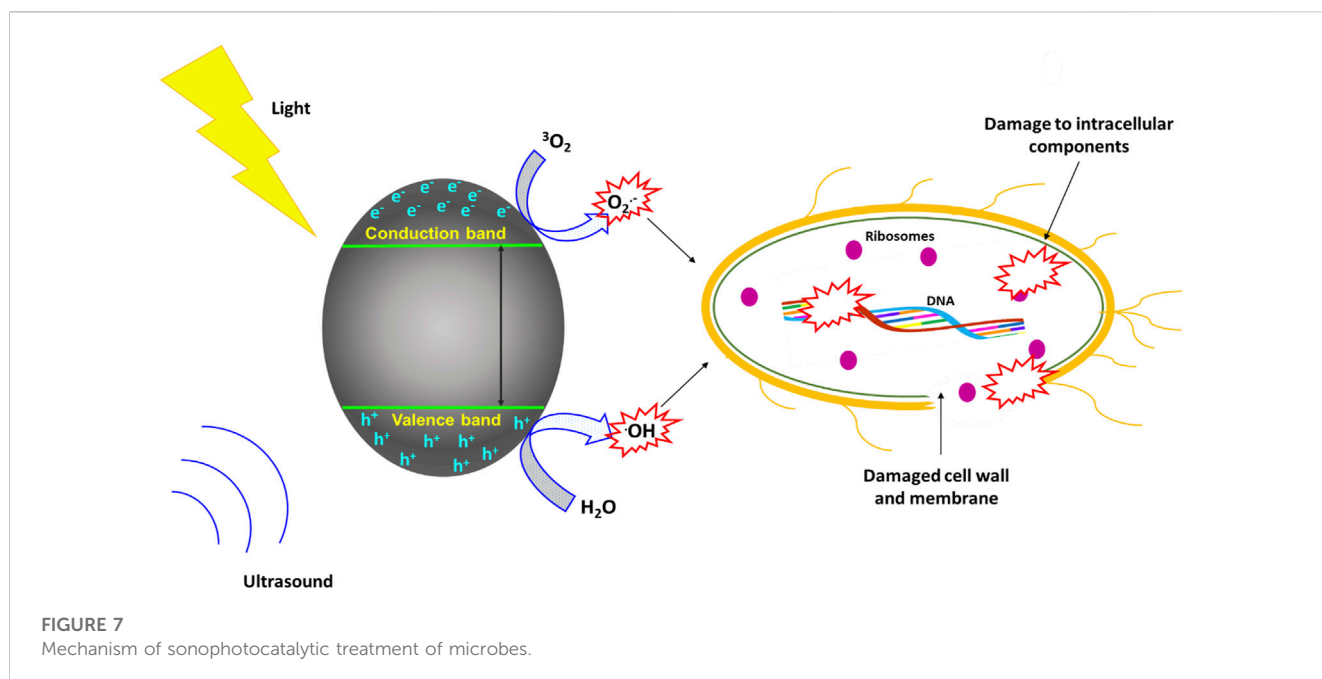 Light
³O₂
e⁻ e⁻ e⁻ e⁻ e⁻
e⁻ e⁻ e⁻ e⁻ e⁻ e⁻
Conduction band
O₂·⁻
Valence band
h⁺ h⁺
h⁺ h⁺ h⁺
h⁺ h⁺ h⁺
·OH
H₂O
Ultrasound
Damage to intracellular
components
Ribosomes
DNA
Damaged cell wall
and membrane
FIGURE 7
Mechanism of sonophotocatalytic treatment of microbes.